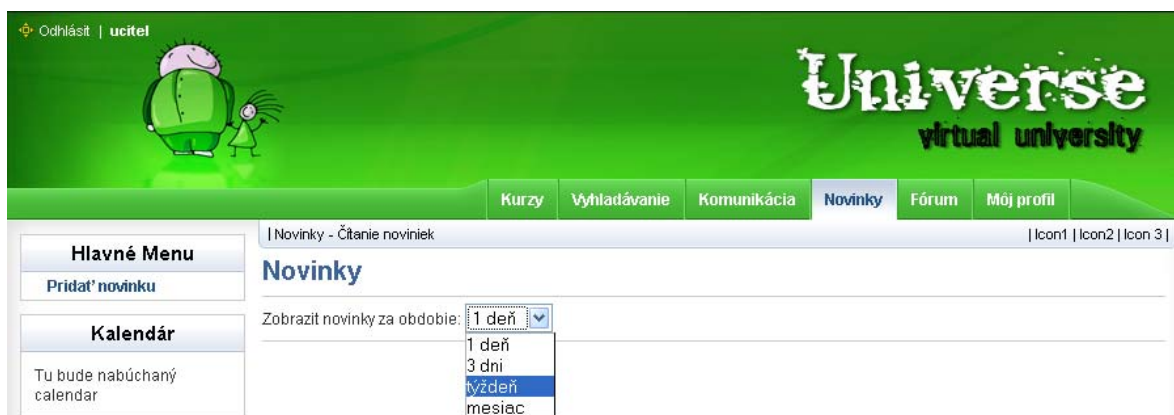 Odhlásit | ucitel
Universe
virtual university
Kurzy Vyhladávanie Komunikácia Novinky Fórum Môj profil
| Novinky - Čítanie noviniek | Icon1 | Icon2 | Icon 3 |
Hlavné Menu
Pridat' novinku
Novinky
Zobrazit novinky za obdobie: 1 deň
1 deň
3 dni
týždeň
mesiac
Kalendár
Tu bude nabúchaný
calendar